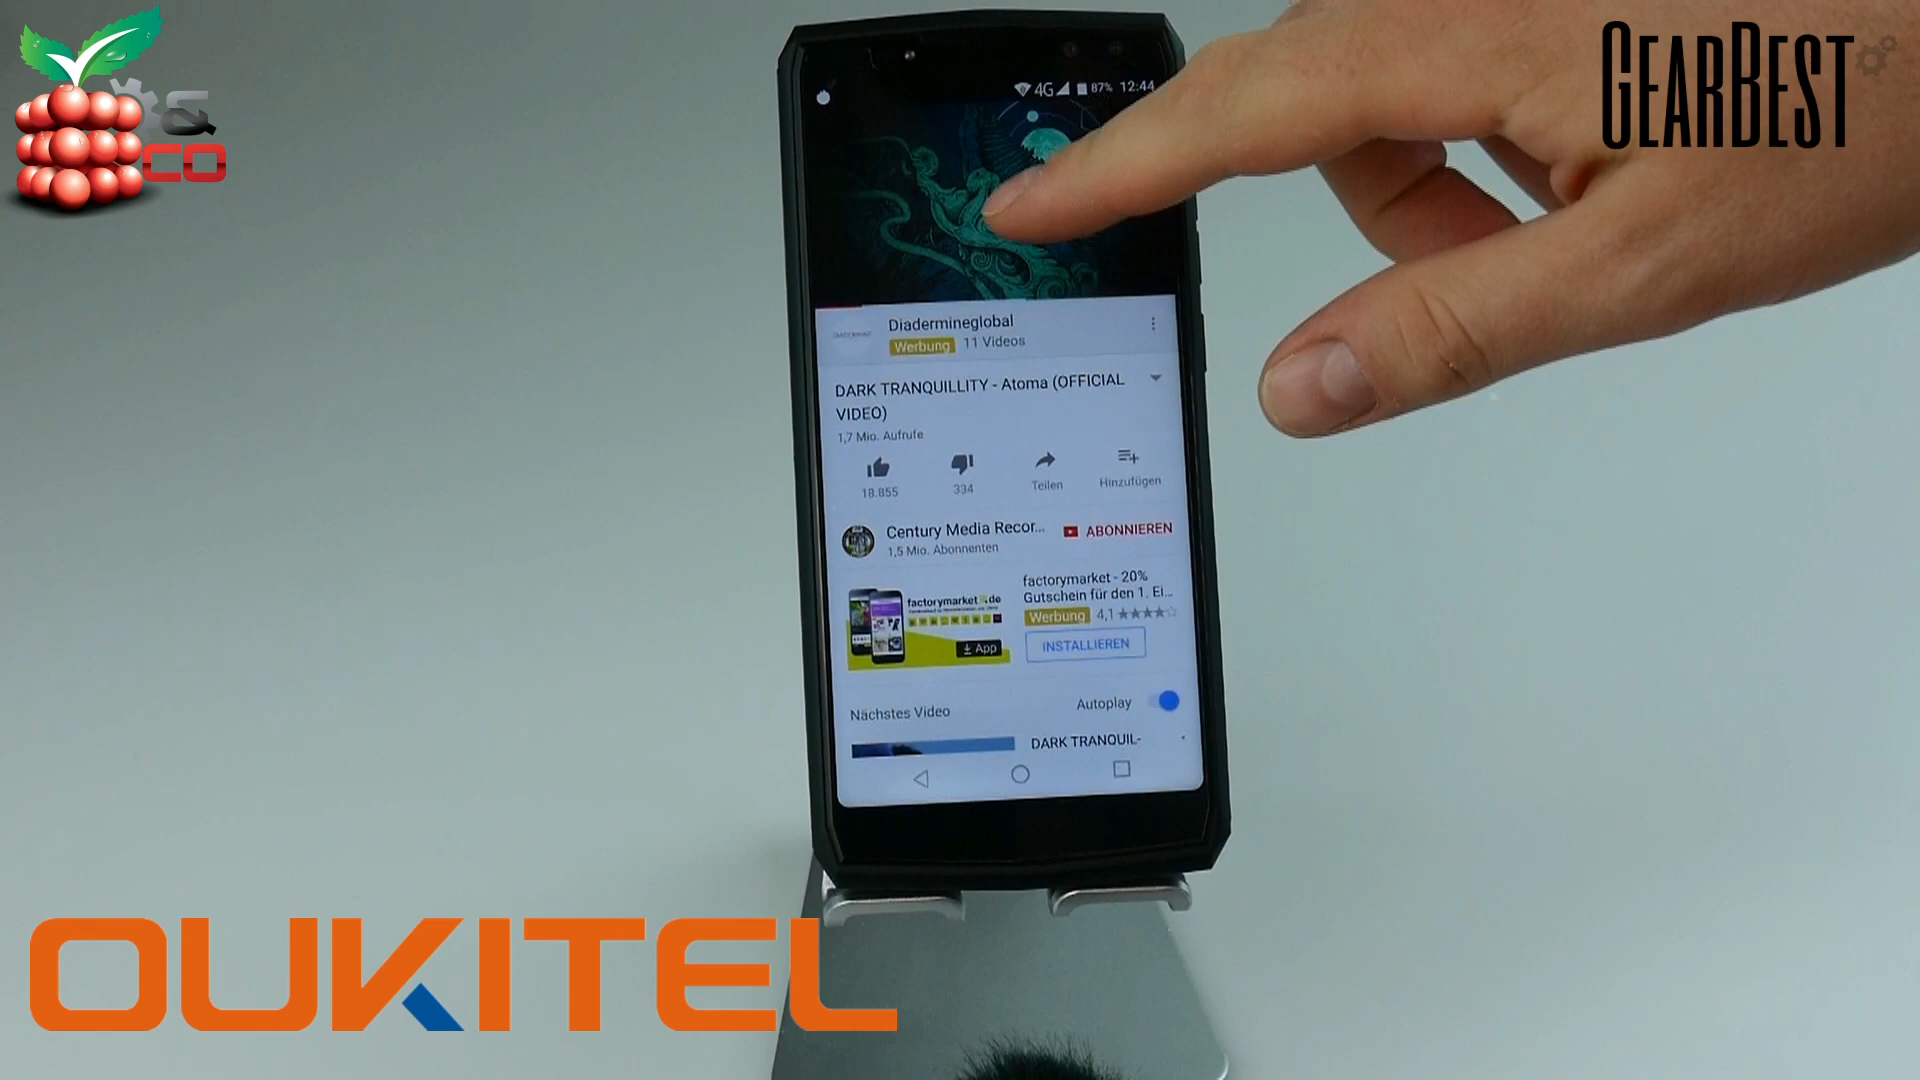 & CO
GEARBEST
4G 87% 12:44
Diadermineglobal
Werbung 11 Videos
DARK TRANQUILLITY - Atoma (OFFICIAL
VIDEO)
1,7 Mio. Aufrufe
18.855 334 Teilen Hinzufügen
Century Media Recor... ABONNIEREN
1,5 Mio. Abonnenten
factorymarket.de
App
factorymarket - 20%
Gutschein für den 1. Ei...
Werbung 4,1
INSTALLIEREN
Nächstes Video Autoplay
DARK TRANQUIL-
OUKITEL